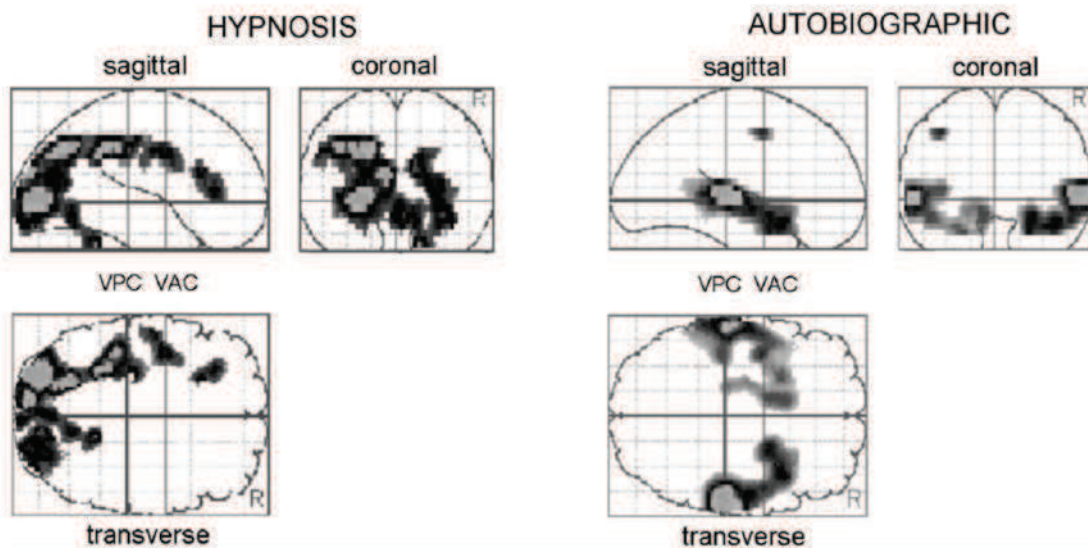 HYPNOSIS
sagittal coronal
R
VPC VAC
R
transverse
AUTOBIOGRAPHIC
sagittal coronal
R
VPC VAC
R
transverse